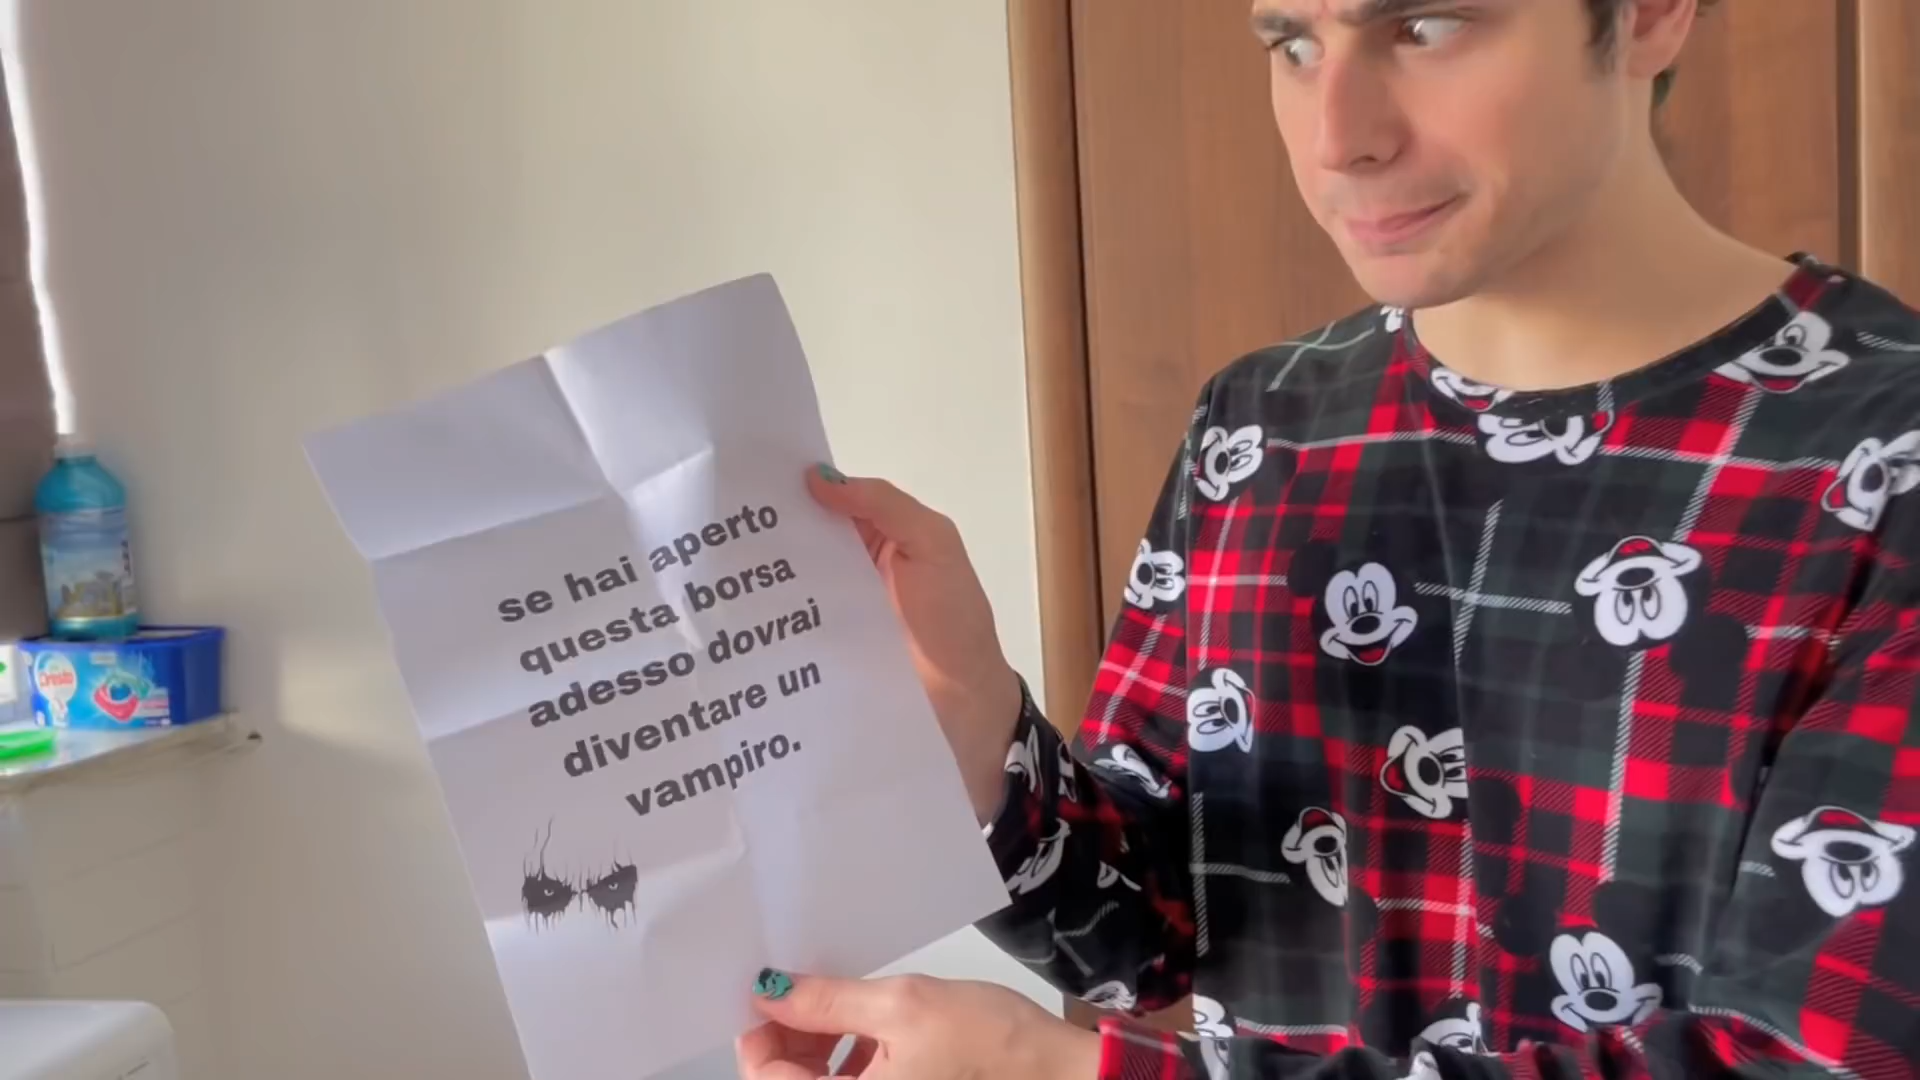 se hai aperto
questa borsa
adesso dovrai
diventare un
vampiro.